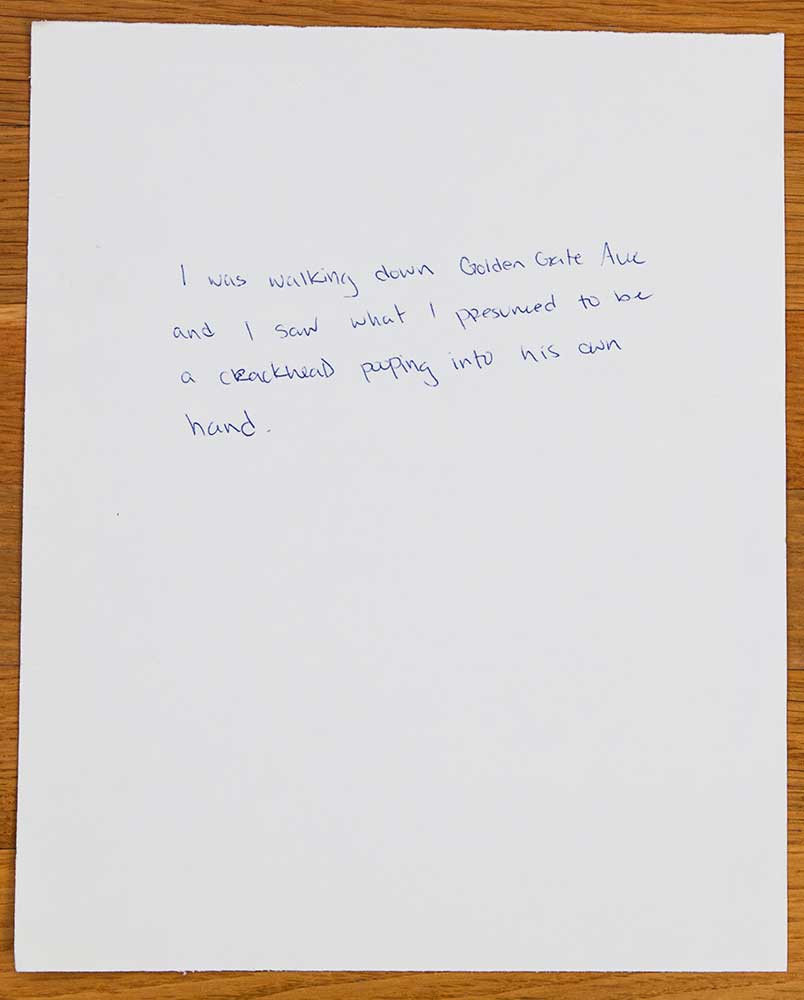 I was walking down Golden Gate Ave
and I saw what I presumed to be
a crackhead pooping into his own
hand.